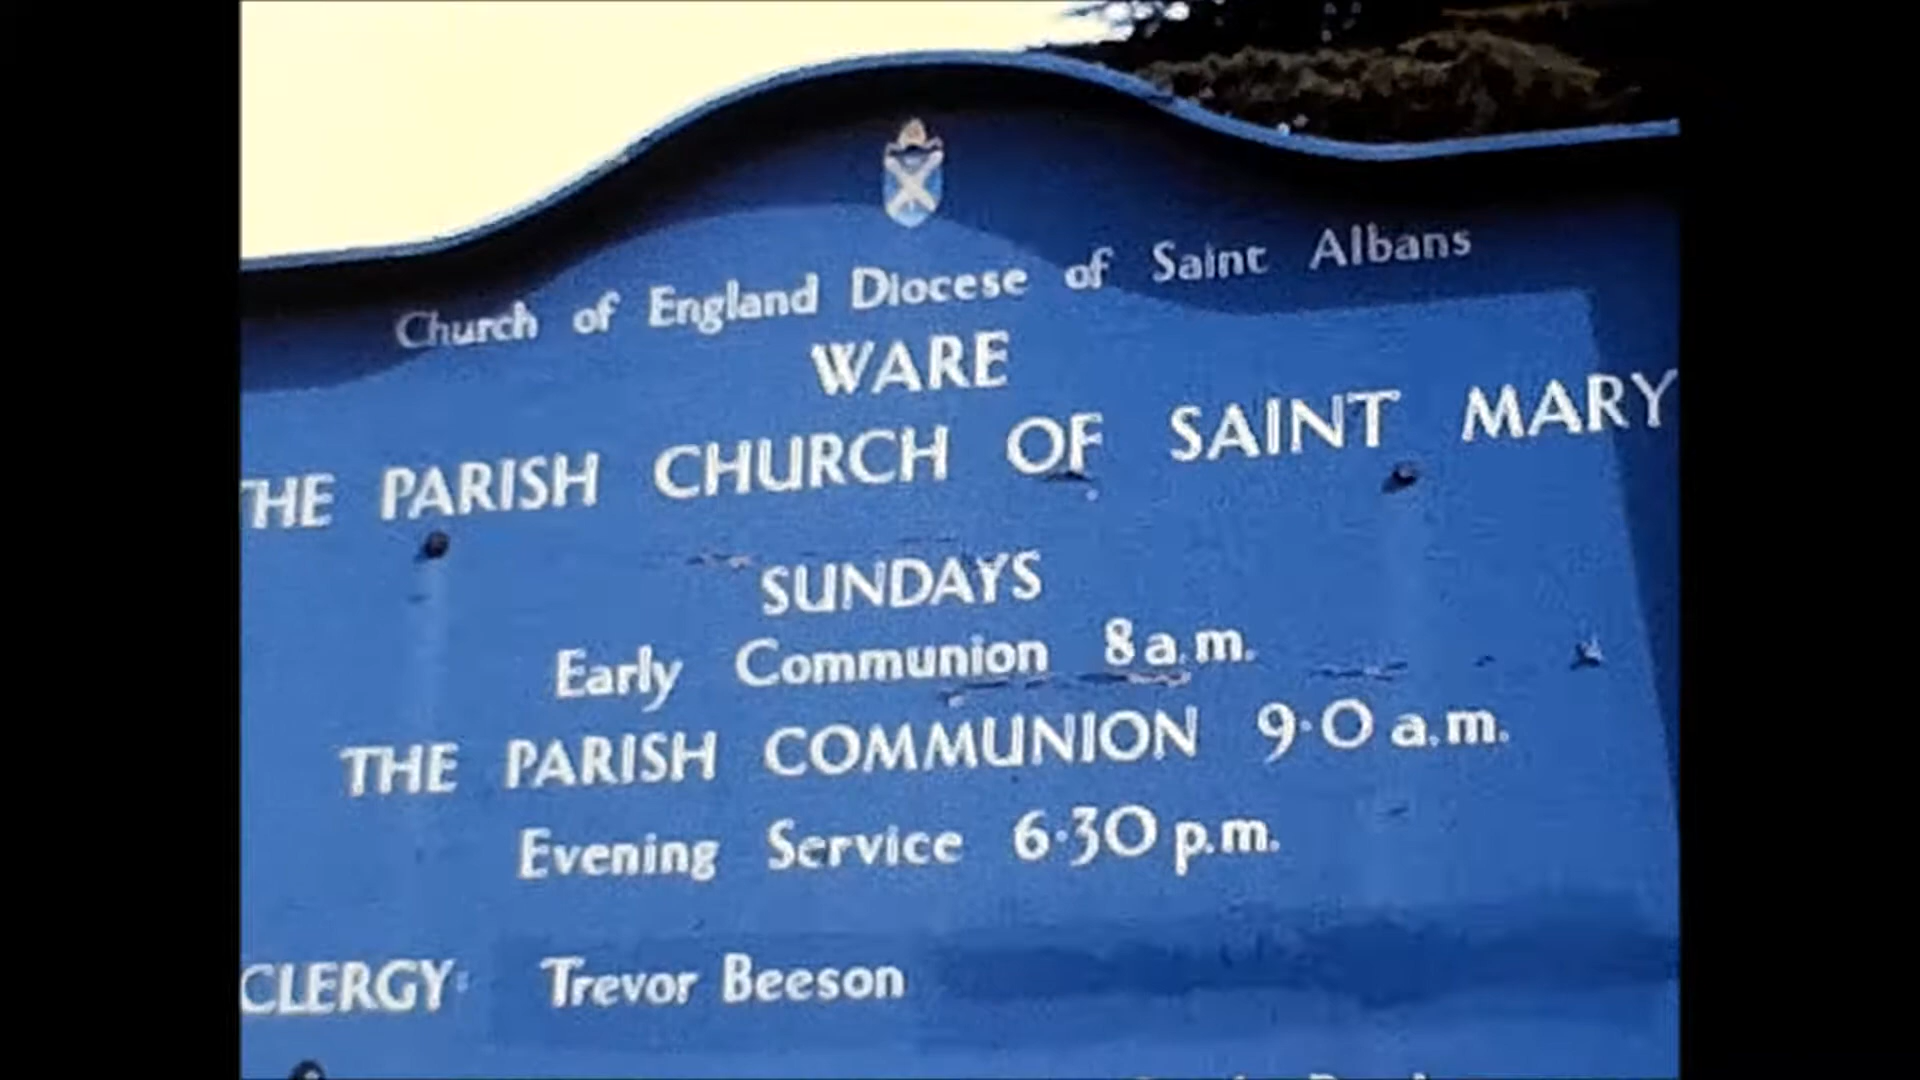 Church of England Diocese of Saint Albans
WARE
THE PARISH CHURCH OF SAINT MARY
SUNDAYS
Early Communion 8 a.m.
THE PARISH COMMUNION 9·0 a.m.
Evening Service 6·30 p.m.
CLERGY: Trevor Beeson